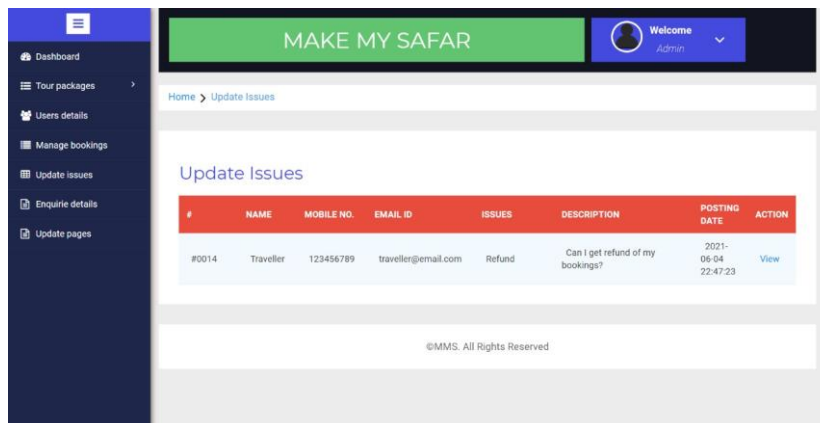 MAKE MY SAFAR
Welcome
Admin
Dashboard
Tour packages
Users details
Manage bookings
Update issues
Enquirie details
Update pages
Home > Update Issues
Update Issues
# NAME MOBILE NO. EMAIL ID ISSUES DESCRIPTION POSTING DATE ACTION
#0014 Traveller 123456789 traveller@email.com Refund Can I get refund of my bookings? 2021-06-04 22:47:23 View
©MMS. All Rights Reserved